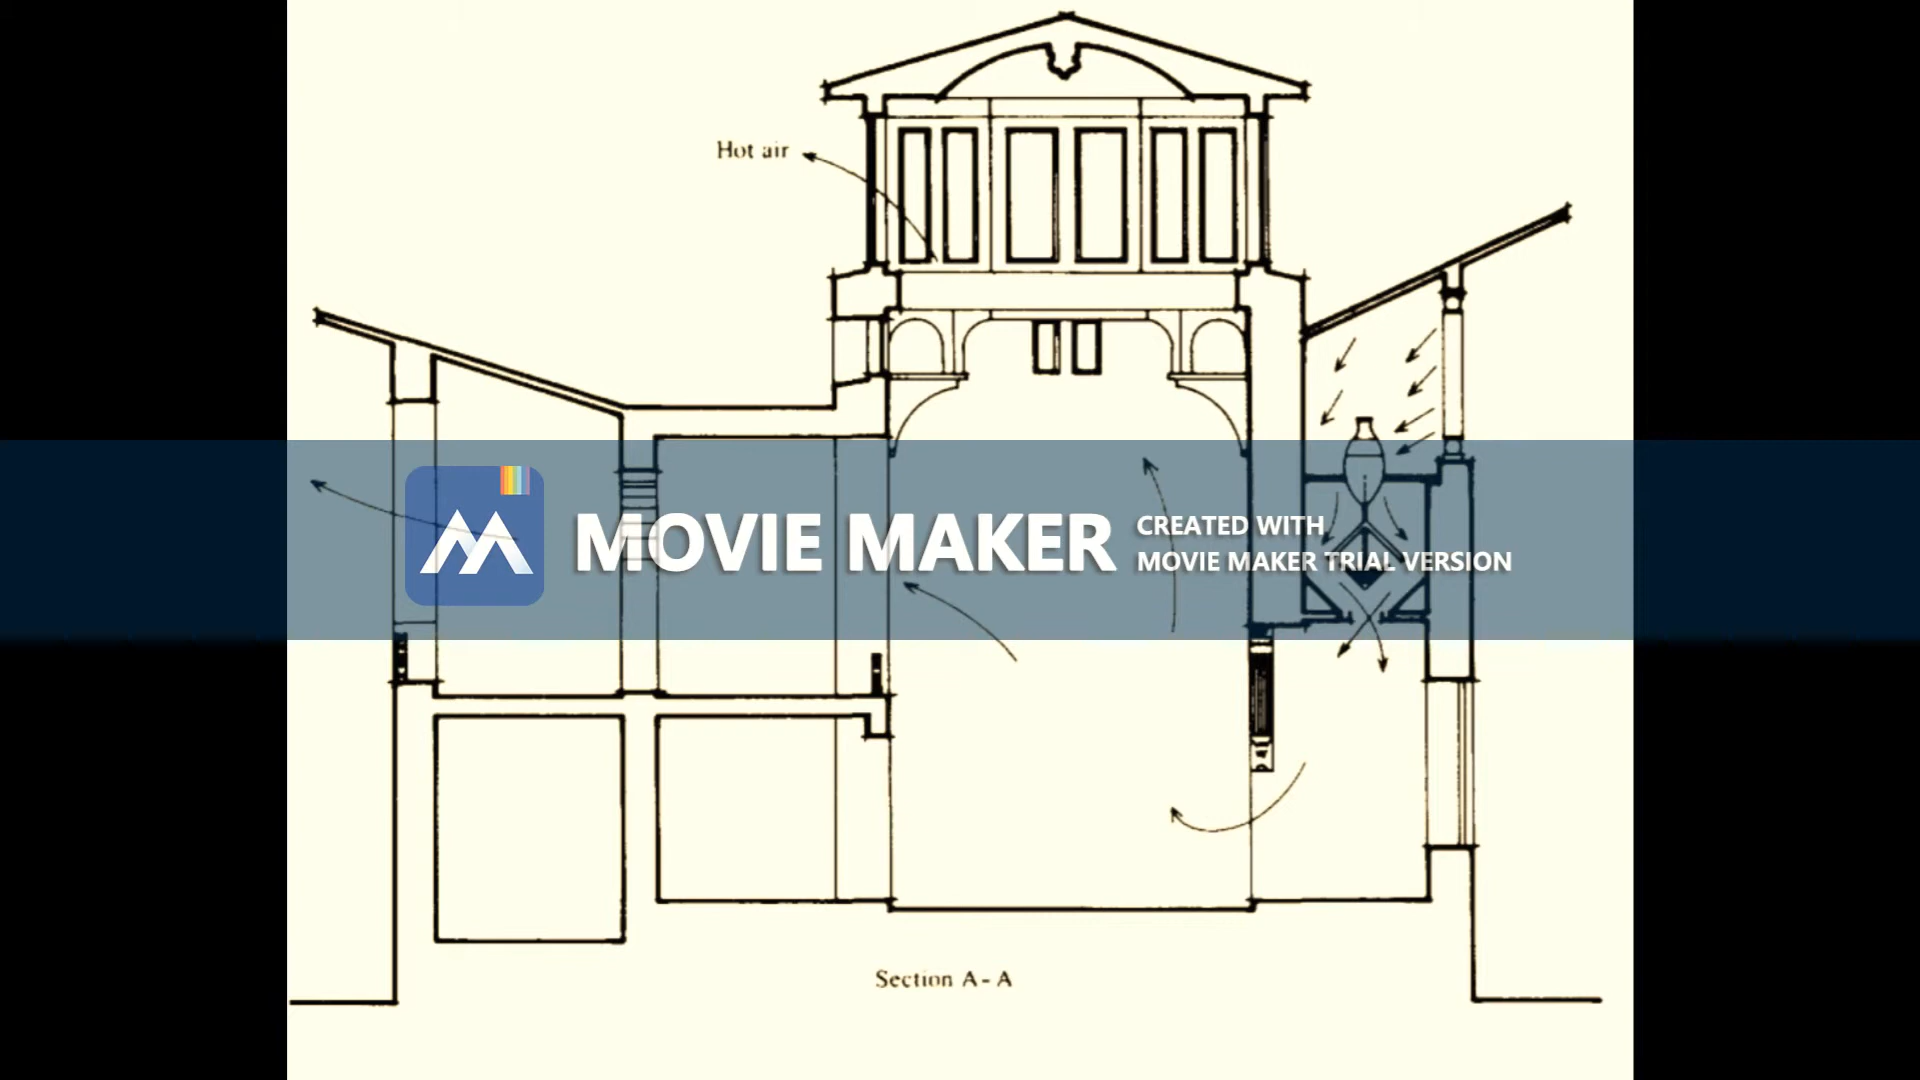 Hot air
MOVIE MAKER
CREATED WITH
MOVIE MAKER TRIAL VERSION
Section A - A